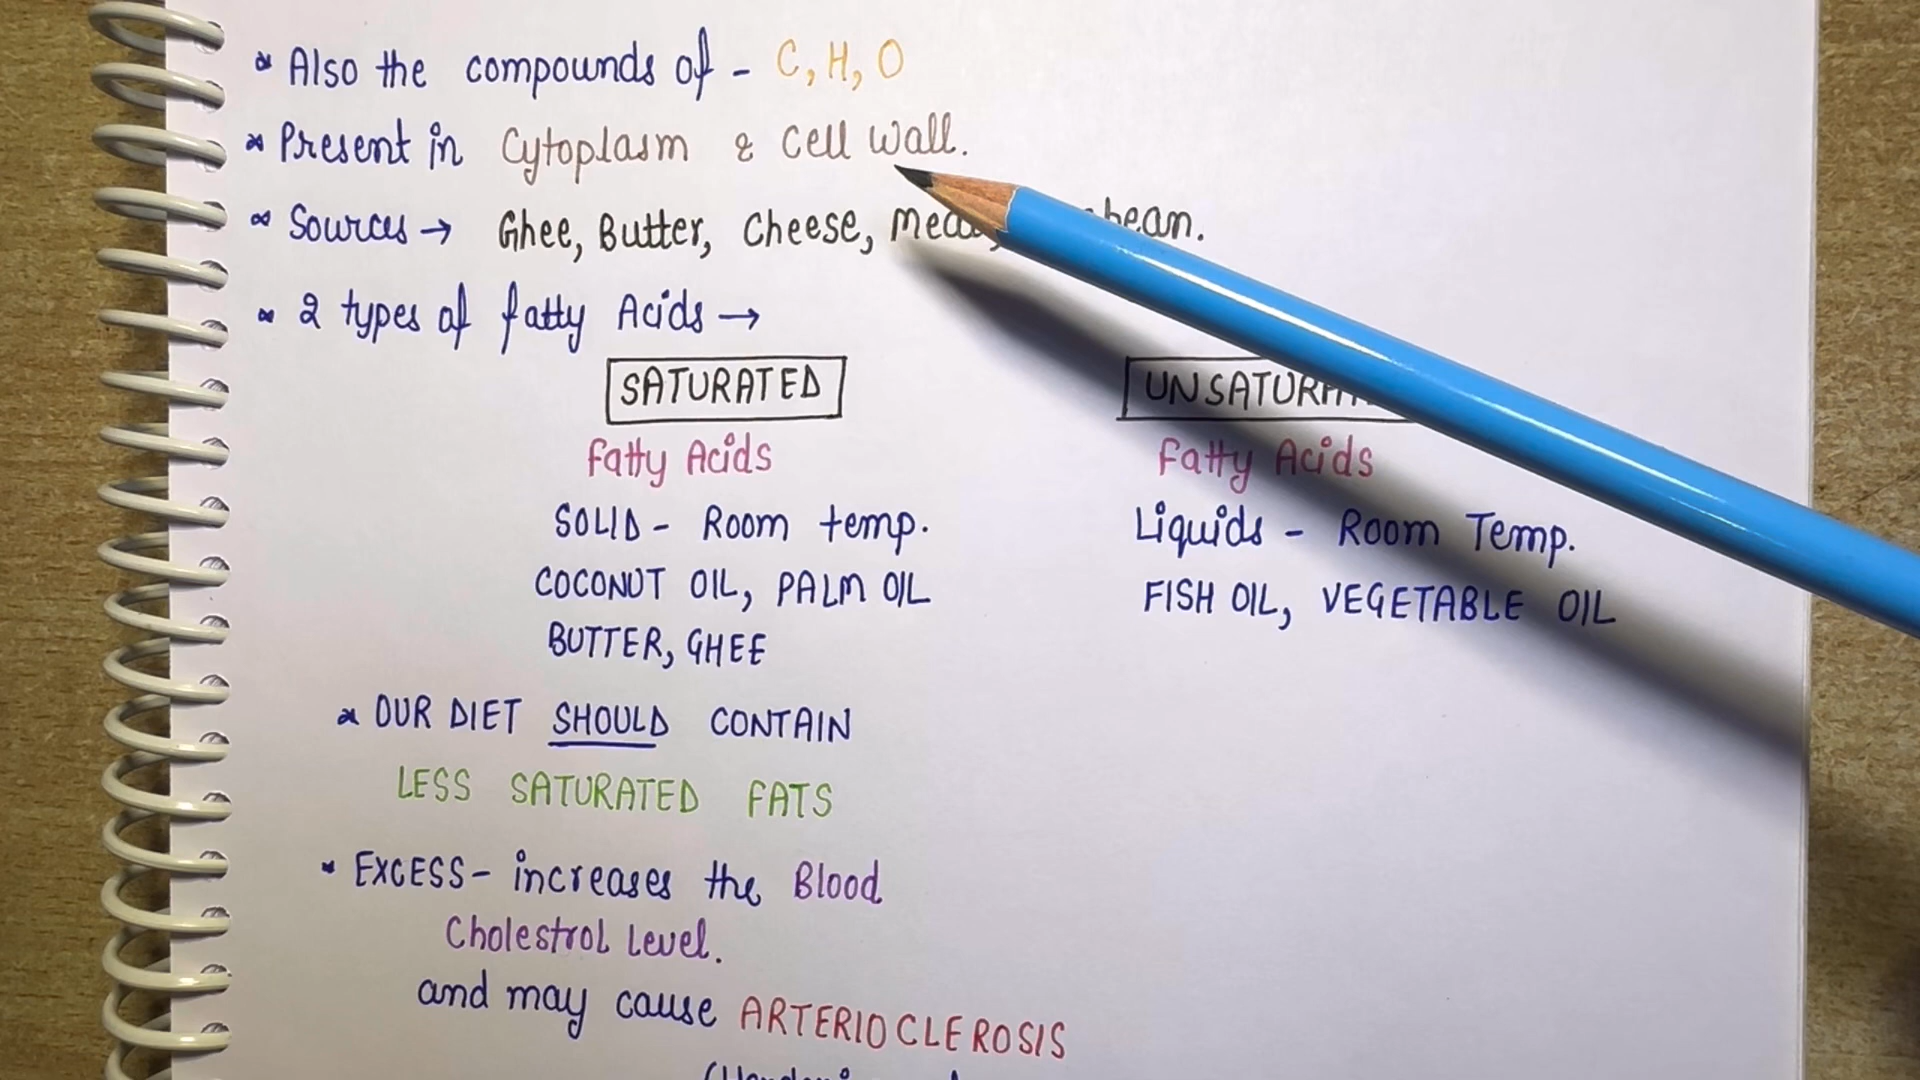 Also the compounds of - C, H, O
Present in Cytoplasm & Cell Wall.
Sources → Ghee, Butter, Cheese,
2 types of fatty Acids →
SATURATED
Fatty Acids
SOLID - Room temp.
COCONUT OIL, PALM OIL
BUTTER, GHEE
Fatty Acids
Liquids - Room Temp.
FISH OIL, VEGETABLE OIL
OUR DIET SHOULD CONTAIN
LESS SATURATED FATS
EXCESS - increases the Blood
Cholestrol Level.
and may cause ARTERIOCLEROSIS